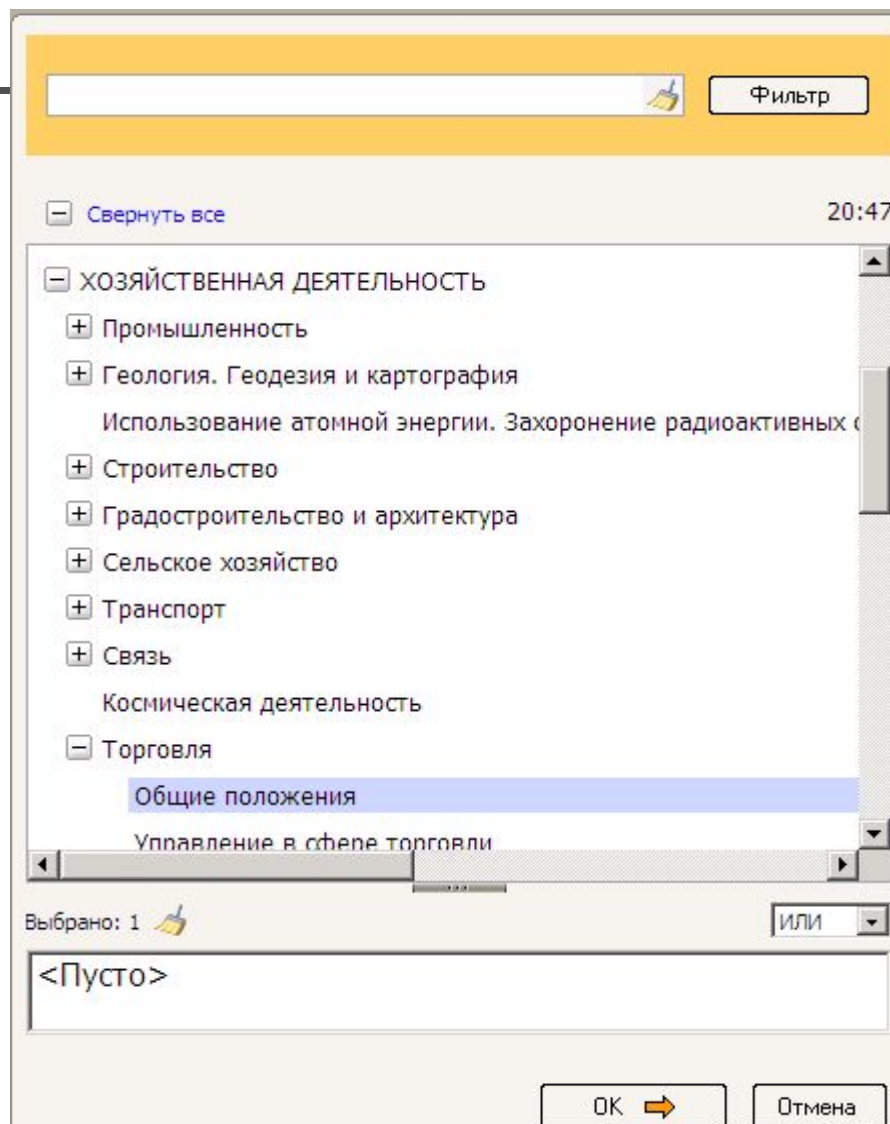 Фильтр
Свернуть все 20:47
ХОЗЯЙСТВЕННАЯ ДЕЯТЕЛЬНОСТЬ
Промышленность
Геология. Геодезия и картография
Использование атомной энергии. Захоронение радиоактивных
Строительство
Градостроительство и архитектура
Сельское хозяйство
Транспорт
Связь
Космическая деятельность
Торговля
Общие положения
Управление в сфере торговли
Выбрано: 1 ИЛИ
<Пусто>
ОК Отмена